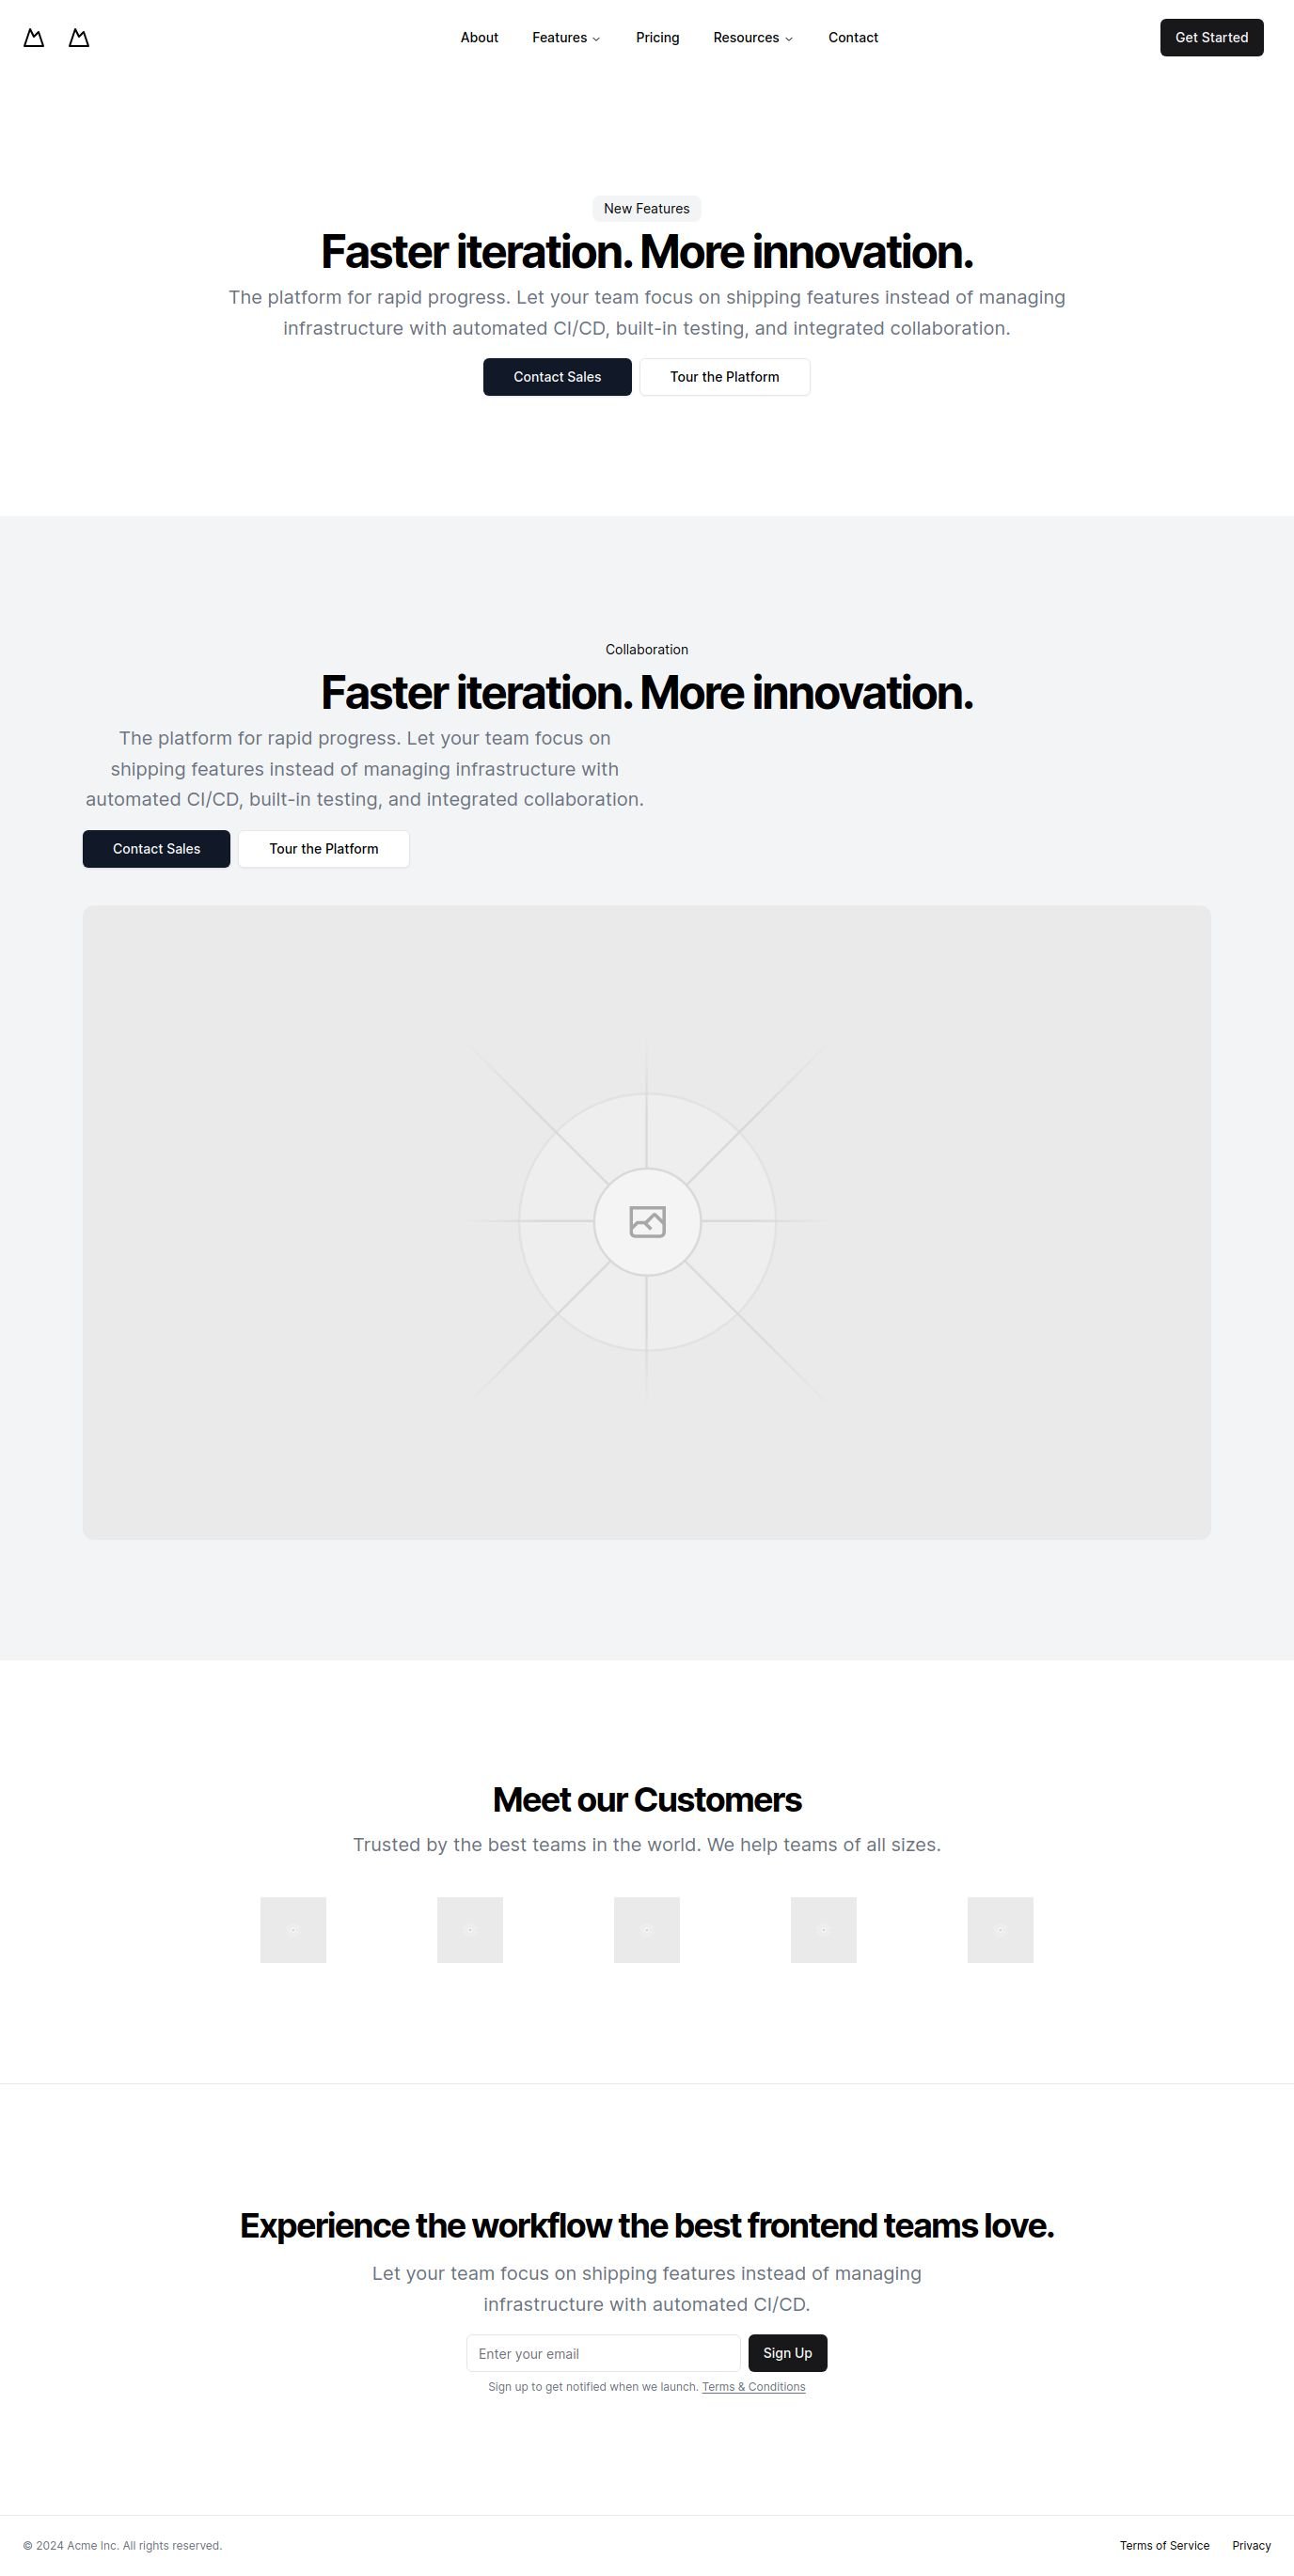 About Features Pricing Resources Contact Get Started
New Features
Faster iteration. More innovation.
The platform for rapid progress. Let your team focus on shipping features instead of managing
infrastructure with automated CI/CD, built-in testing, and integrated collaboration.
Contact Sales Tour the Platform
Collaboration
Faster iteration. More innovation.
The platform for rapid progress. Let your team focus on
shipping features instead of managing infrastructure with
automated CI/CD, built-in testing, and integrated collaboration.
Contact Sales Tour the Platform
Meet our Customers
Trusted by the best teams in the world. We help teams of all sizes.
Experience the workflow the best frontend teams love.
Let your team focus on shipping features instead of managing
infrastructure with automated CI/CD.
Enter your email Sign Up
Sign up to get notified when we launch. Terms & Conditions
© 2024 Acme Inc. All rights reserved. Terms of Service Privacy